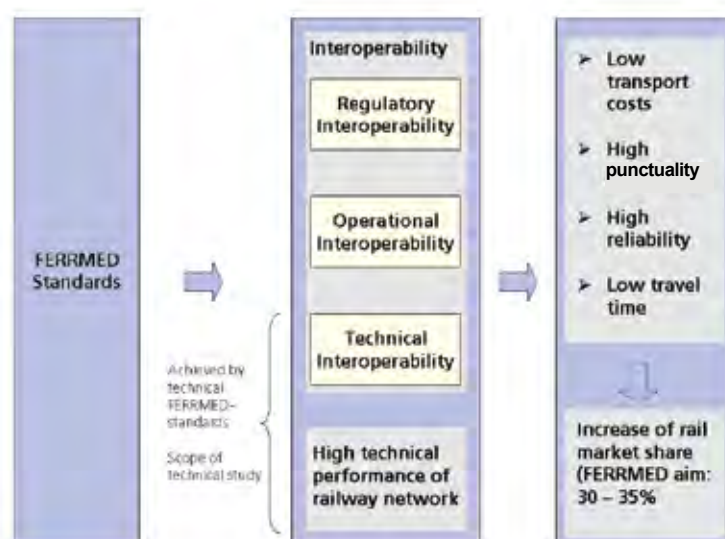 FERRMED
Standards
Achieved by
technical
FERRMED-
standards
Scope of
technical study
Interoperability
Regulatory
Interoperability
Operational
Interoperability
Technical
Interoperability
High technical
performance of
railway network
➢ Low
transport
costs
➢ High
punctuality
➢ High
reliability
➢ Low travel
time
Increase of rail
market share
(FERRMED aim:
30 – 35%